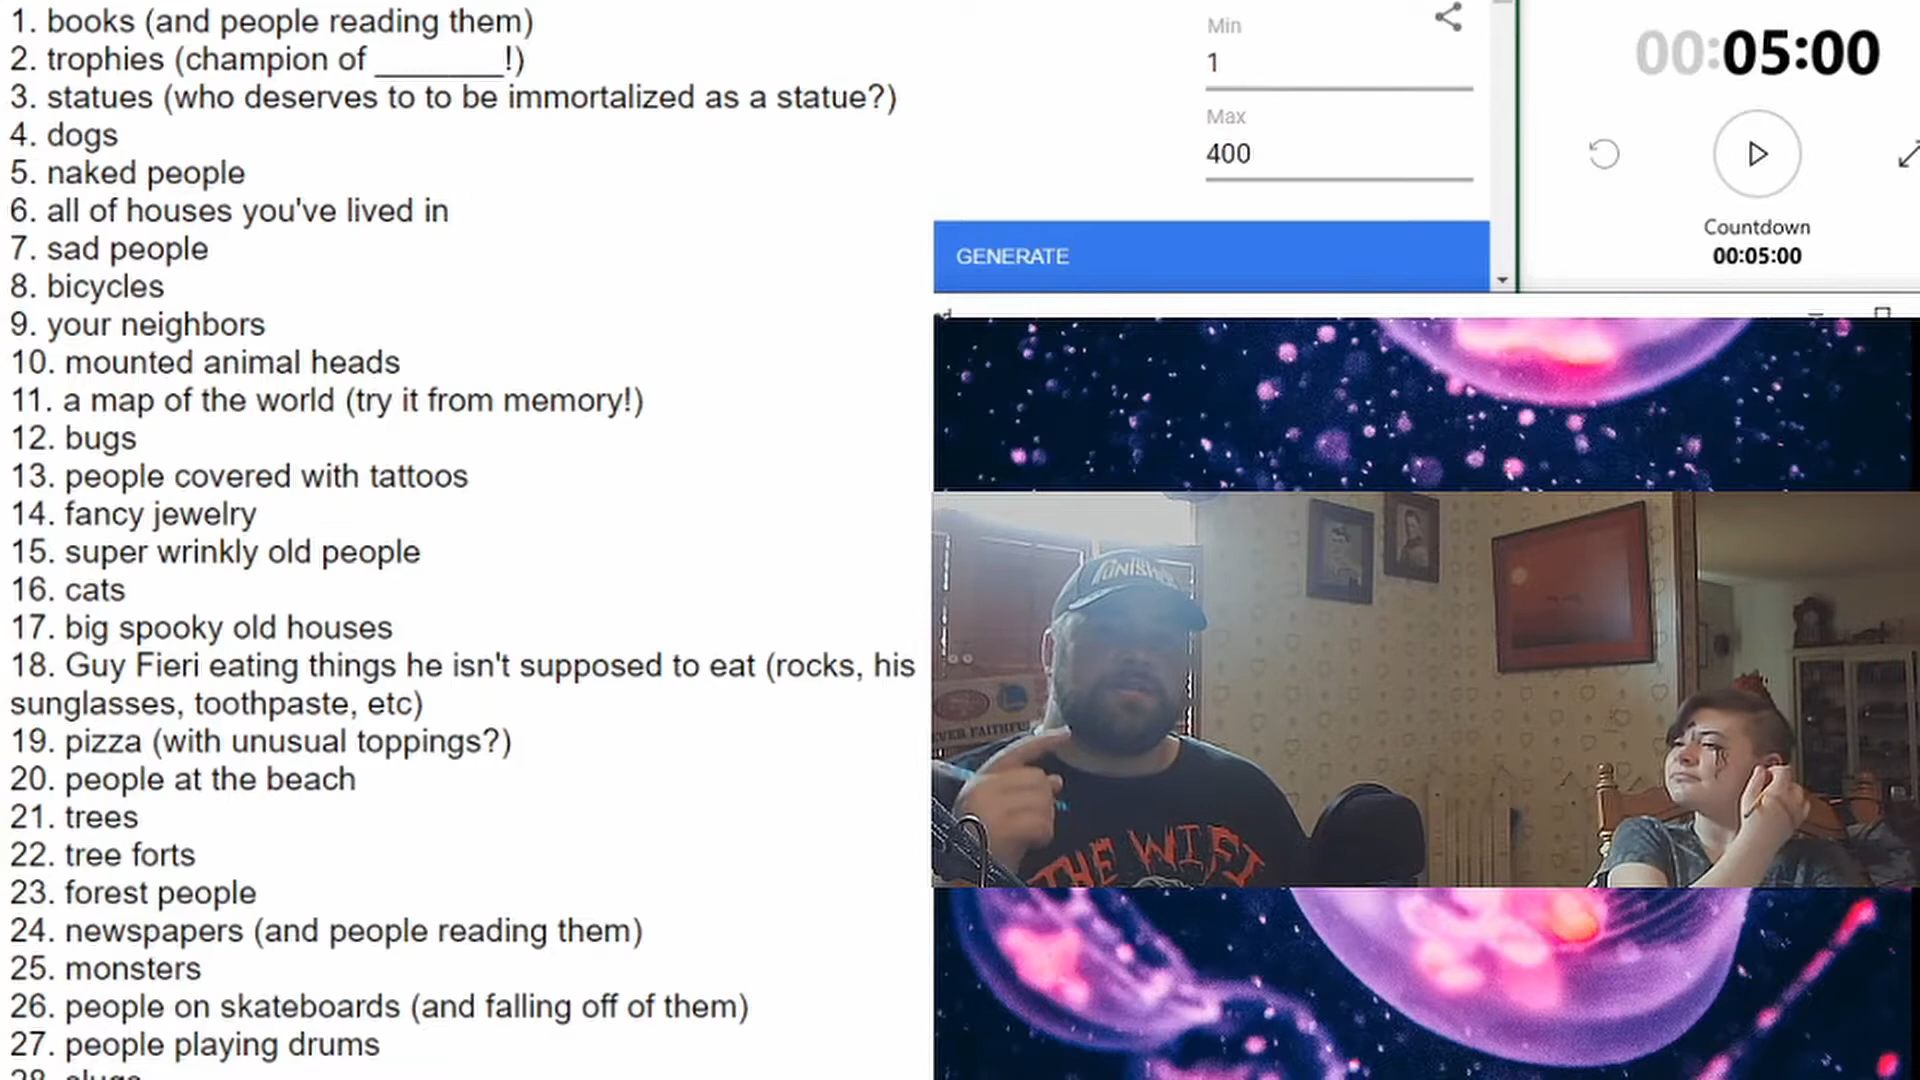 1. books (and people reading them)
2. trophies (champion of _______!)
3. statues (who deserves to to be immortalized as a statue?)
4. dogs
5. naked people
6. all of houses you've lived in
7. sad people
8. bicycles
9. your neighbors
10. mounted animal heads
11. a map of the world (try it from memory!)
12. bugs
13. people covered with tattoos
14. fancy jewelry
15. super wrinkly old people
16. cats
17. big spooky old houses
18. Guy Fieri eating things he isn't supposed to eat (rocks, his
sunglasses, toothpaste, etc)
19. pizza (with unusual toppings?)
20. people at the beach
21. trees
22. tree forts
23. forest people
24. newspapers (and people reading them)
25. monsters
26. people on skateboards (and falling off of them)
27. people playing drums
28. slugs
Min
1
Max
400
GENERATE
00:05:00
Countdown
00:05:00
THE WIFI